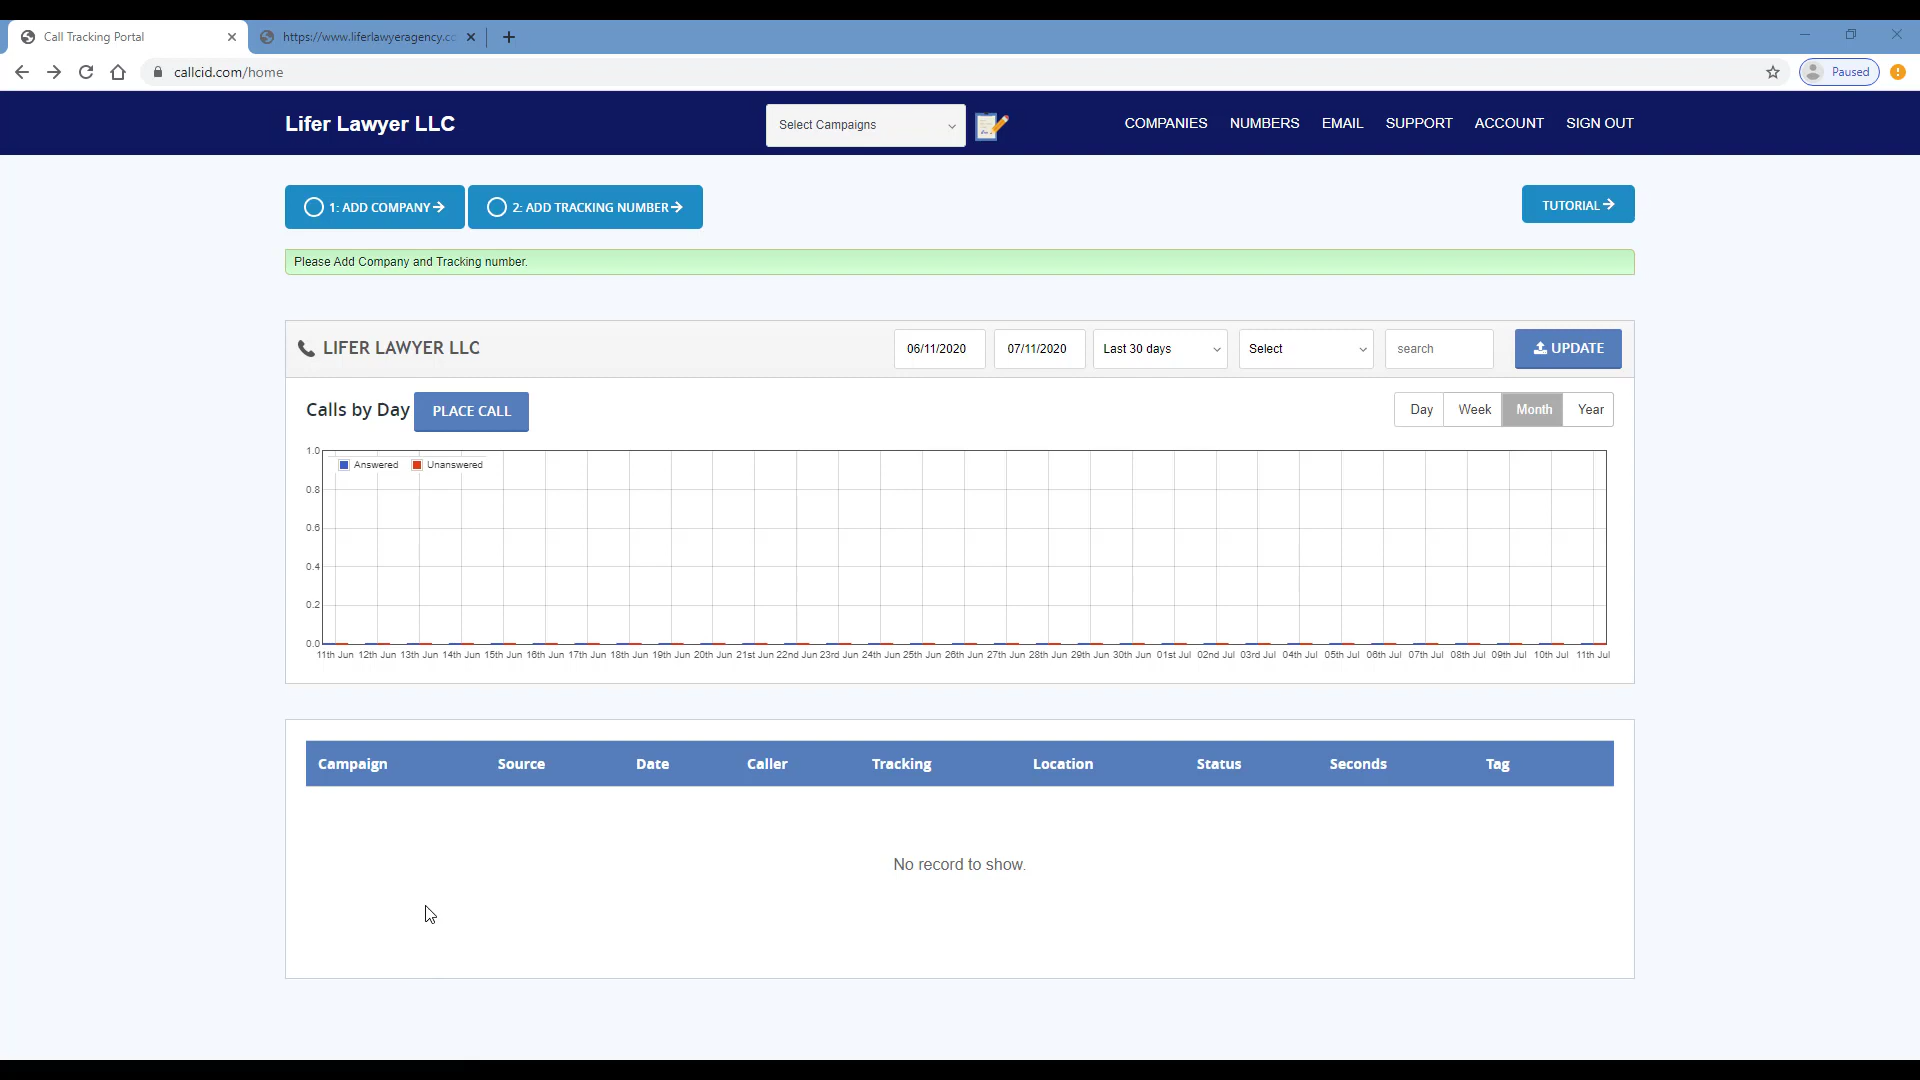 Call Tracking Portal
https://www.liferlawyeragency.cc
callcid.com/home
Paused
Lifer Lawyer LLC
Select Campaigns
COMPANIES NUMBERS EMAIL SUPPORT ACCOUNT SIGN OUT
1: ADD COMPANY
2: ADD TRACKING NUMBER
TUTORIAL
Please Add Company and Tracking number.
LIFER LAWYER LLC
06/11/2020 07/11/2020 Last 30 days Select search UPDATE
Calls by Day PLACE CALL
Day Week Month Year
Answered Unanswered
1.0
0.8
0.6
0.4
0.2
0.0
11th Jun 12th Jun 13th Jun 14th Jun 15th Jun 16th Jun 17th Jun 18th Jun 19th Jun 20th Jun 21st Jun 22nd Jun 23rd Jun 24th Jun 25th Jun 26th Jun 27th Jun 28th Jun 29th Jun 30th Jun 01st Jul 02nd Jul 03rd Jul 04th Jul 05th Jul 06th Jul 07th Jul 08th Jul 09th Jul 10th Jul 11th Jul
Campaign Source Date Caller Tracking Location Status Seconds Tag
No record to show.